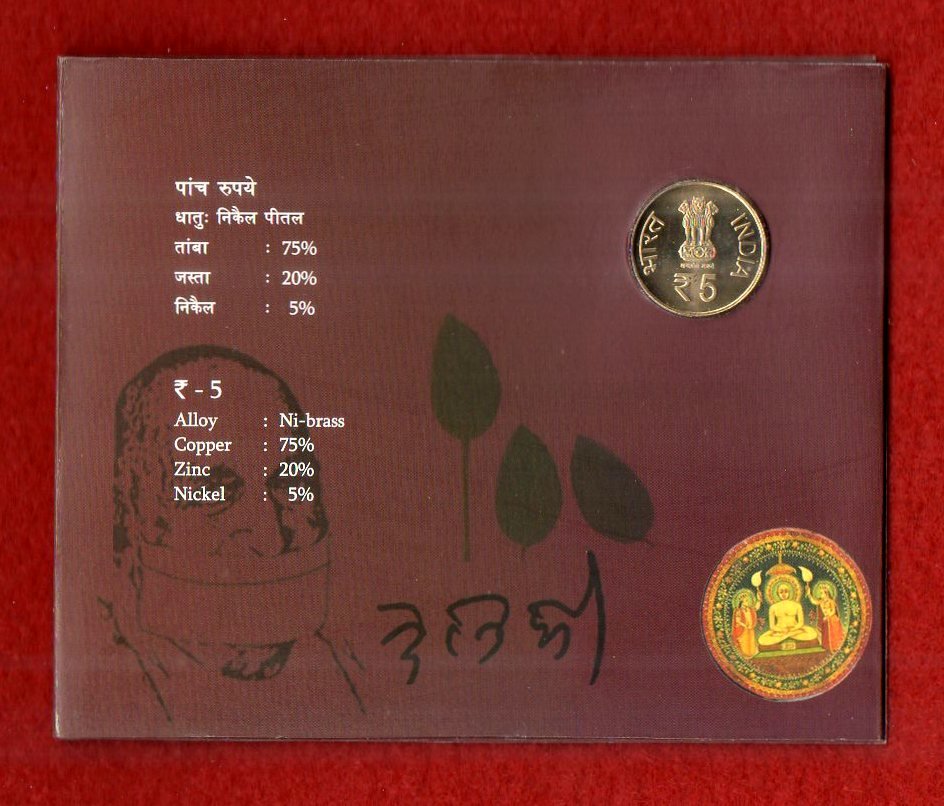 पांच रुपये
धातुः निकैल पीतल
तांबा : 75%
जस्ता : 20%
निकैल : 5%
₹ - 5
Alloy : Ni-brass
Copper : 75%
Zinc : 20%
Nickel : 5%
भारत
INDIA
₹ 5